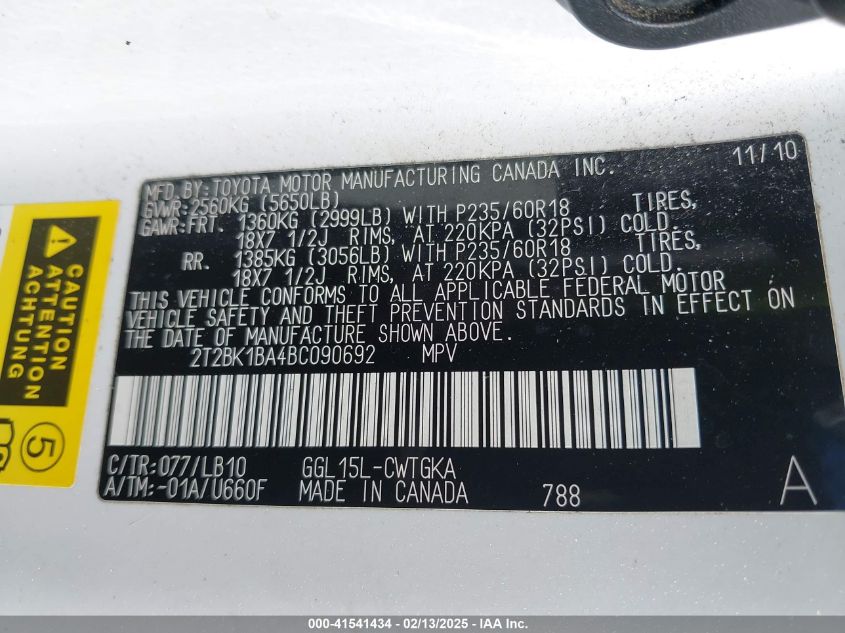 MFD. BY: TOYOTA MOTOR MANUFACTURING CANADA INC. 11/10
GVWR: 2560KG (5650LB)
GAWR: FRT. 1360KG (2999LB) WITH P235/60R18 TIRES,
18X7 1/2J RIMS, AT 220KPA (32PSI) COLD.
RR. 1385KG (3056LB) WITH P235/60R18 TIRES,
18X7 1/2J RIMS, AT 220KPA (32PSI) COLD.
THIS VEHICLE CONFORMS TO ALL APPLICABLE FEDERAL MOTOR
VEHICLE SAFETY AND THEFT PREVENTION STANDARDS IN EFFECT ON
THE DATE OF MANUFACTURE SHOWN ABOVE.
2T2BK1BA4BC090692 MPV
C/TR: 077/LB10 GGL15L-CWTGKA
A/TM: -01A/U660F MADE IN CANADA 788 A
CAUTION
ATTENTION
ACHTUNG
5
000-41541434 - 02/13/2025 - IAA Inc.